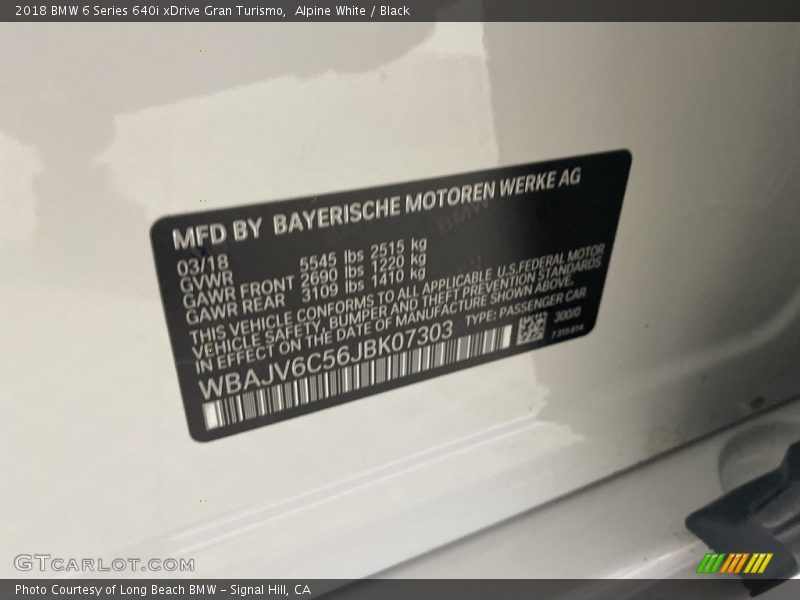 2018 BMW 6 Series 640i xDrive Gran Turismo, Alpine White / Black
MFD BY BAYERISCHE MOTOREN WERKE AG
03/18
GVWR 5545 lbs 2515 kg
GAWR FRONT 2690 lbs 1220 kg
GAWR REAR 3109 lbs 1410 kg
THIS VEHICLE CONFORMS TO ALL APPLICABLE U.S.FEDERAL MOTOR
VEHICLE SAFETY, BUMPER AND THEFT PREVENTION STANDARDS
IN EFFECT ON THE DATE OF MANUFACTURE SHOWN ABOVE.
WBAJV6C56JBK07303 TYPE: PASSENGER CAR
300/0
GTCARLOT.COM
Photo Courtesy of Long Beach BMW - Signal Hill, CA